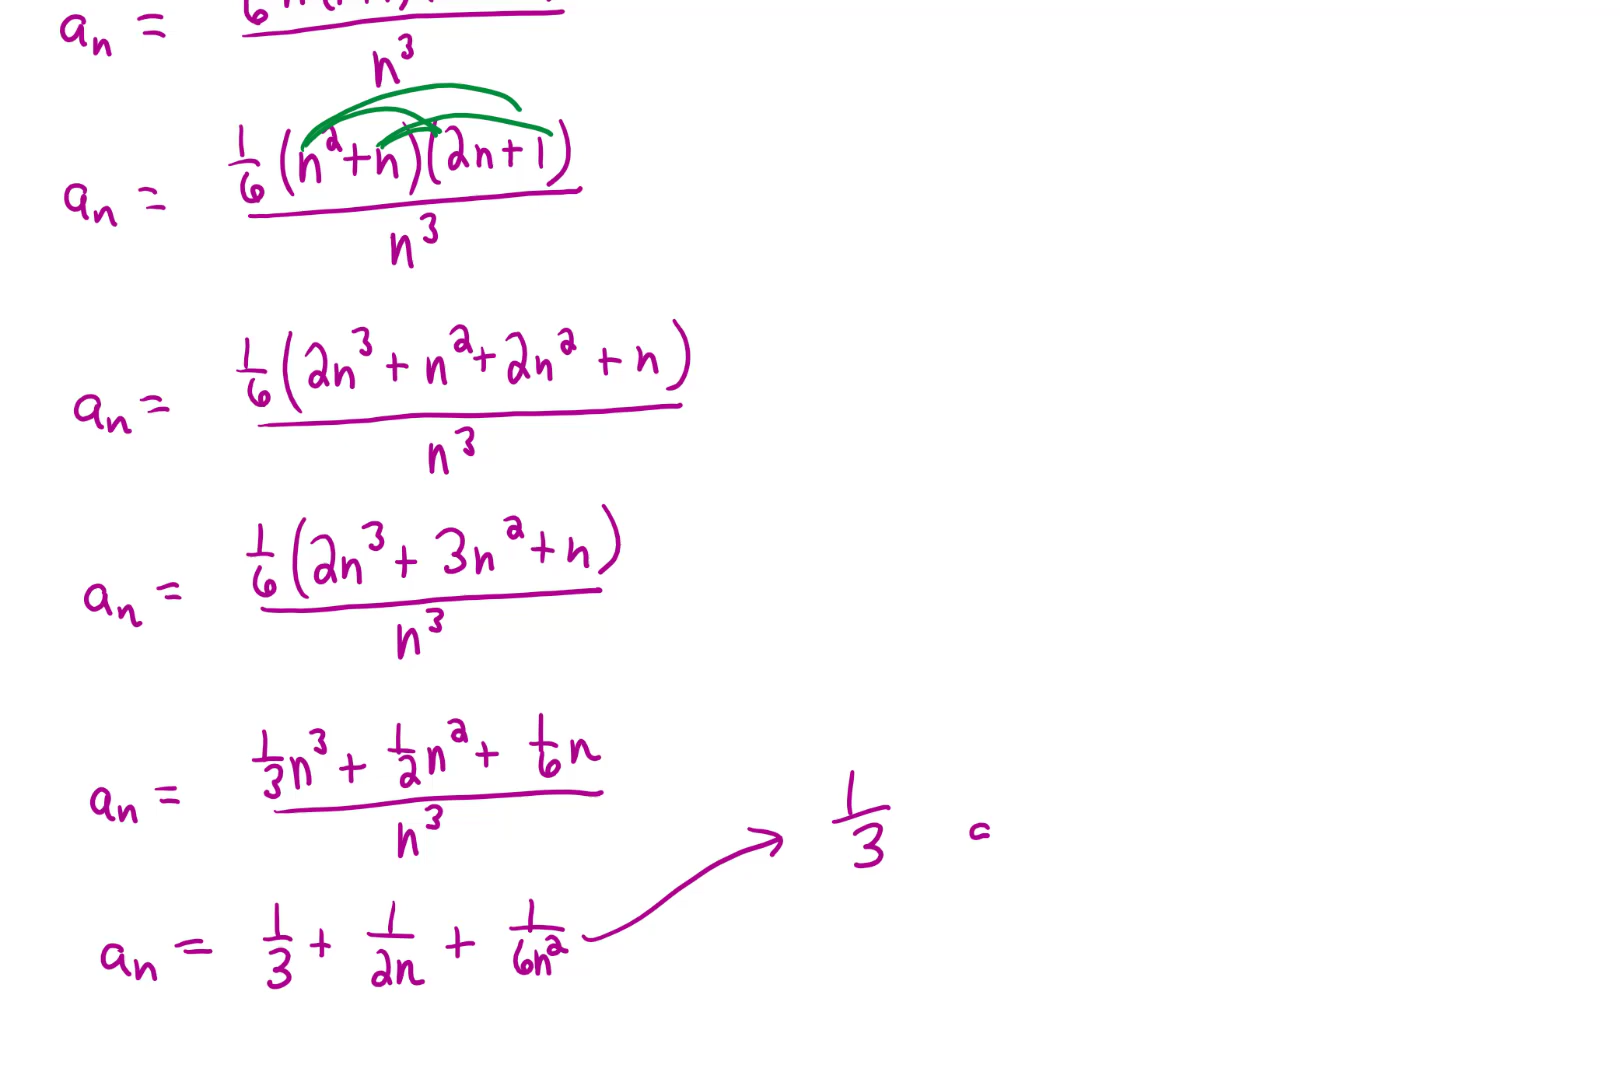 aₙ = / n³
aₙ = 1/6 (n² + n)(2n + 1) / n³
aₙ = 1/6 (2n³ + n² + 2n² + n) / n³
aₙ = 1/6 (2n³ + 3n² + n) / n³
aₙ = 1/3 n³ + 1/2 n² + 1/6 n / n³
aₙ = 1/3 + 1/2n + 1/6n² → 1/3